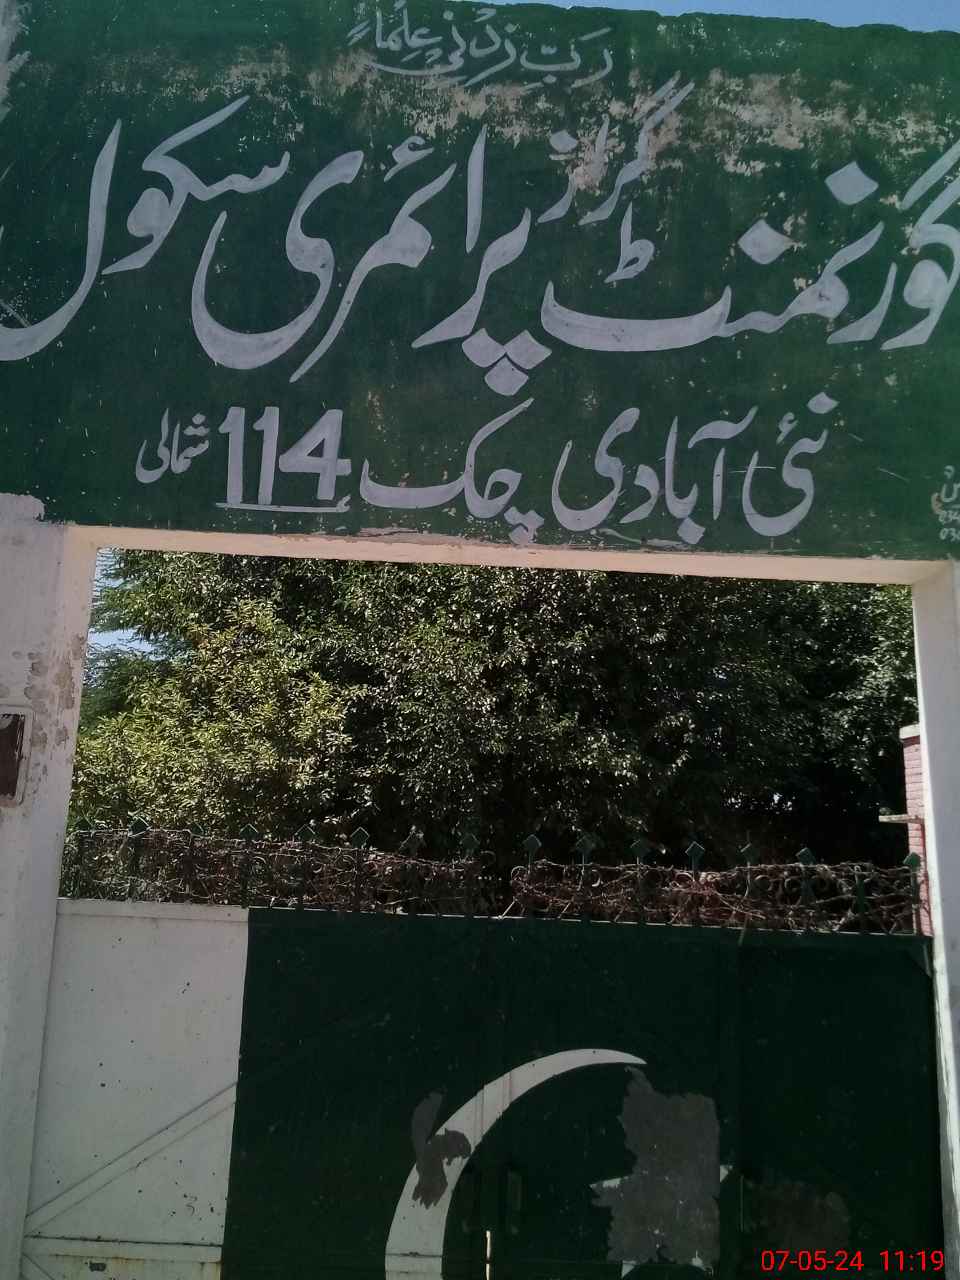 رَبِّ زِدْنِیْ عِلْماً
گورنمنٹ گرلز پرائمری سکول
نئی آبادی چک 114 شمالی
07-05-24 11:19